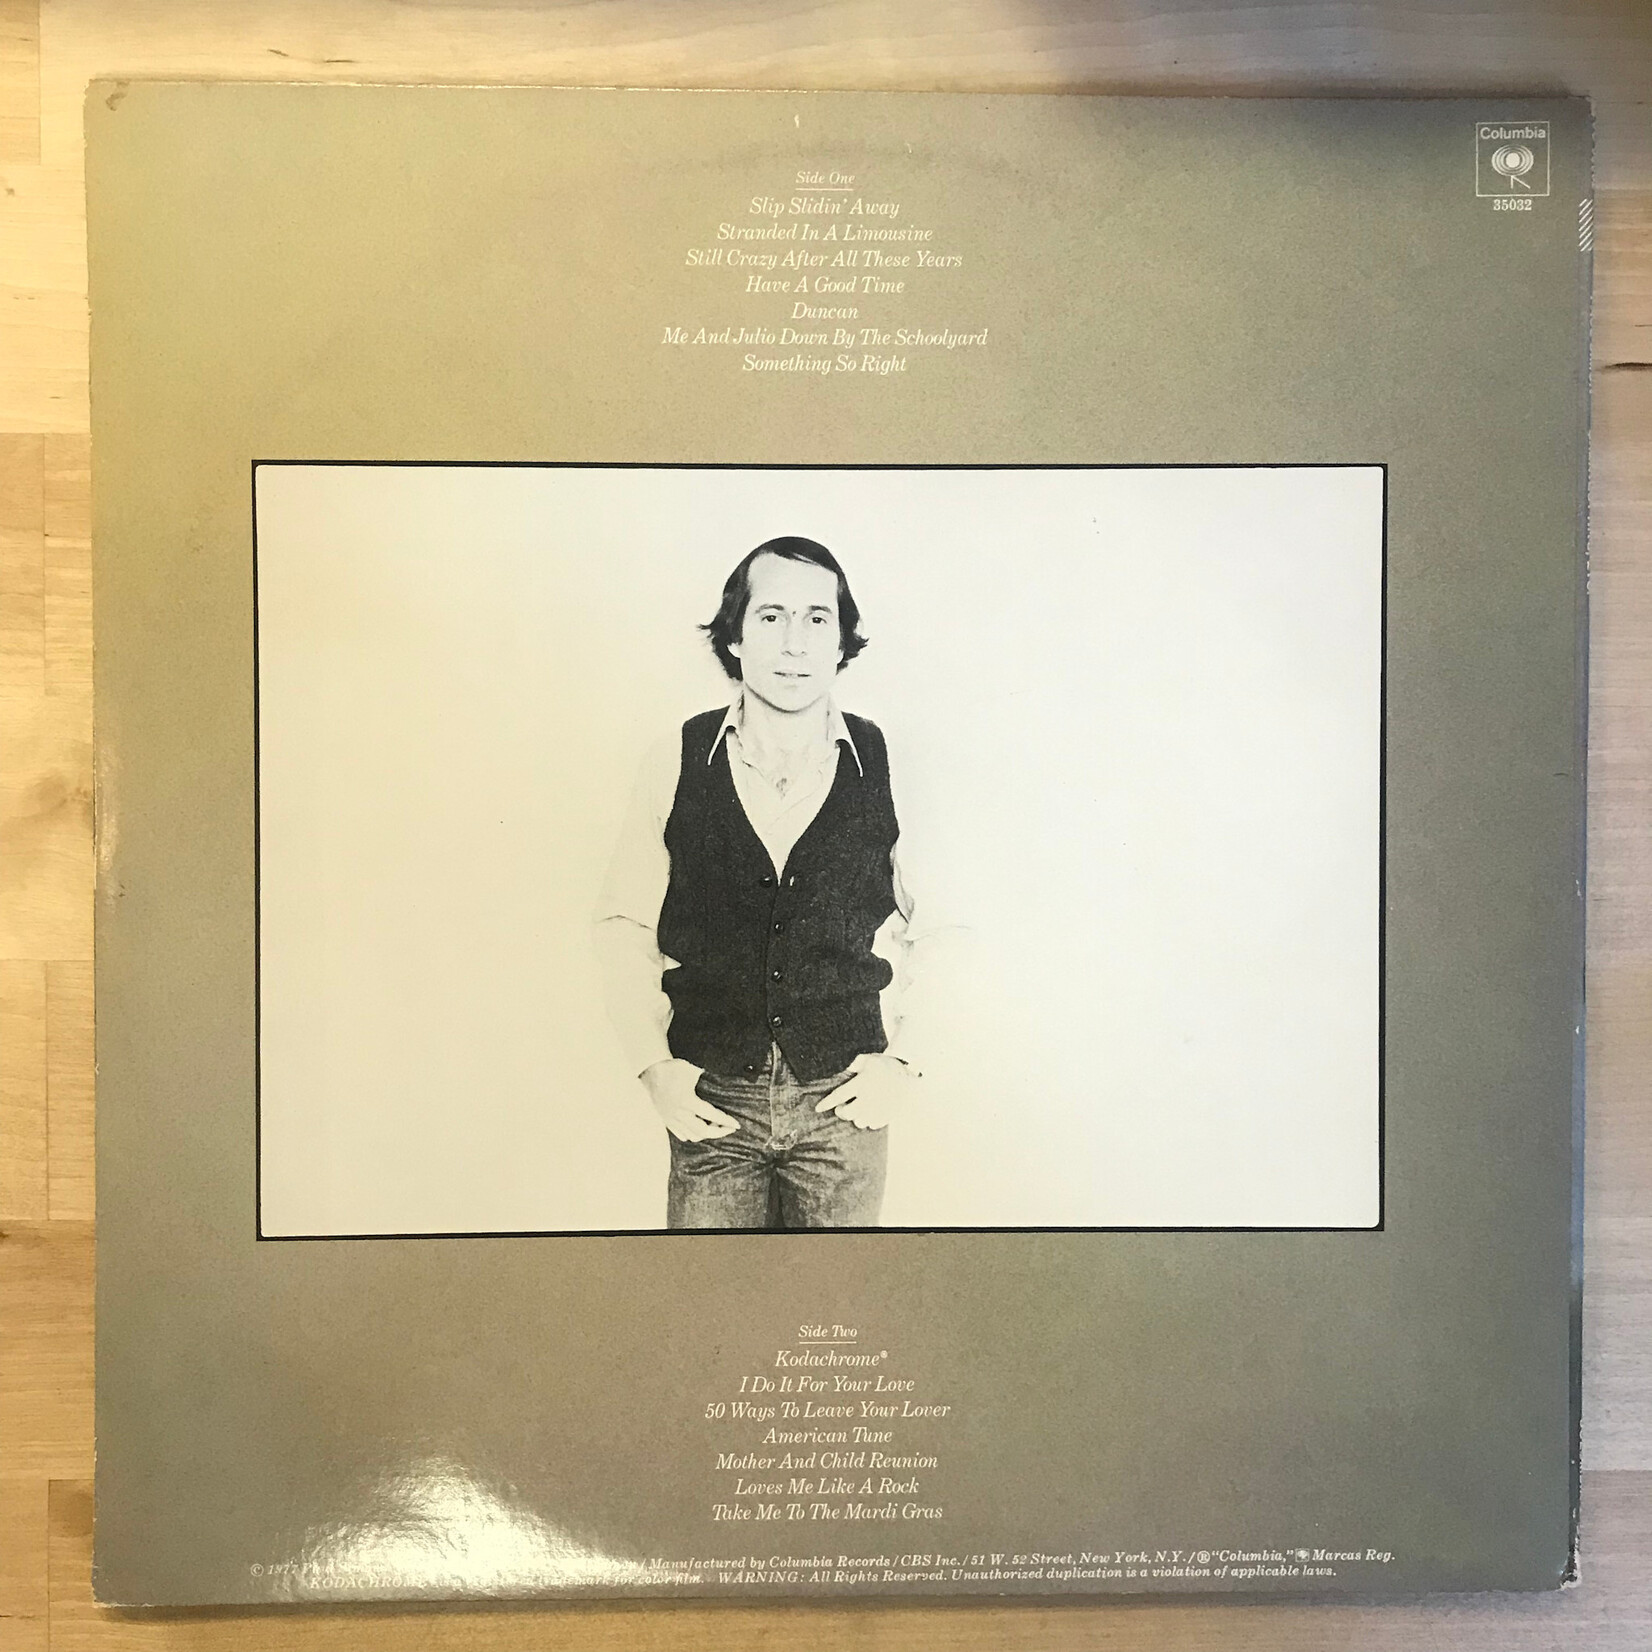 Columbia
35032
Side One
Slip Slidin' Away
Stranded In A Limousine
Still Crazy After All These Years
Have A Good Time
Duncan
Me And Julio Down By The Schoolyard
Something So Right
Side Two
Kodachrome®
I Do It For Your Love
50 Ways To Leave Your Lover
American Tune
Mother And Child Reunion
Loves Me Like A Rock
Take Me To The Mardi Gras
© 1977 / Manufactured by Columbia Records / CBS Inc. / 51 W. 52 Street, New York, N.Y. / ® "Columbia," Marcas Reg.
KODACHROME trademark for color film. WARNING: All Rights Reserved. Unauthorized duplication is a violation of applicable laws.